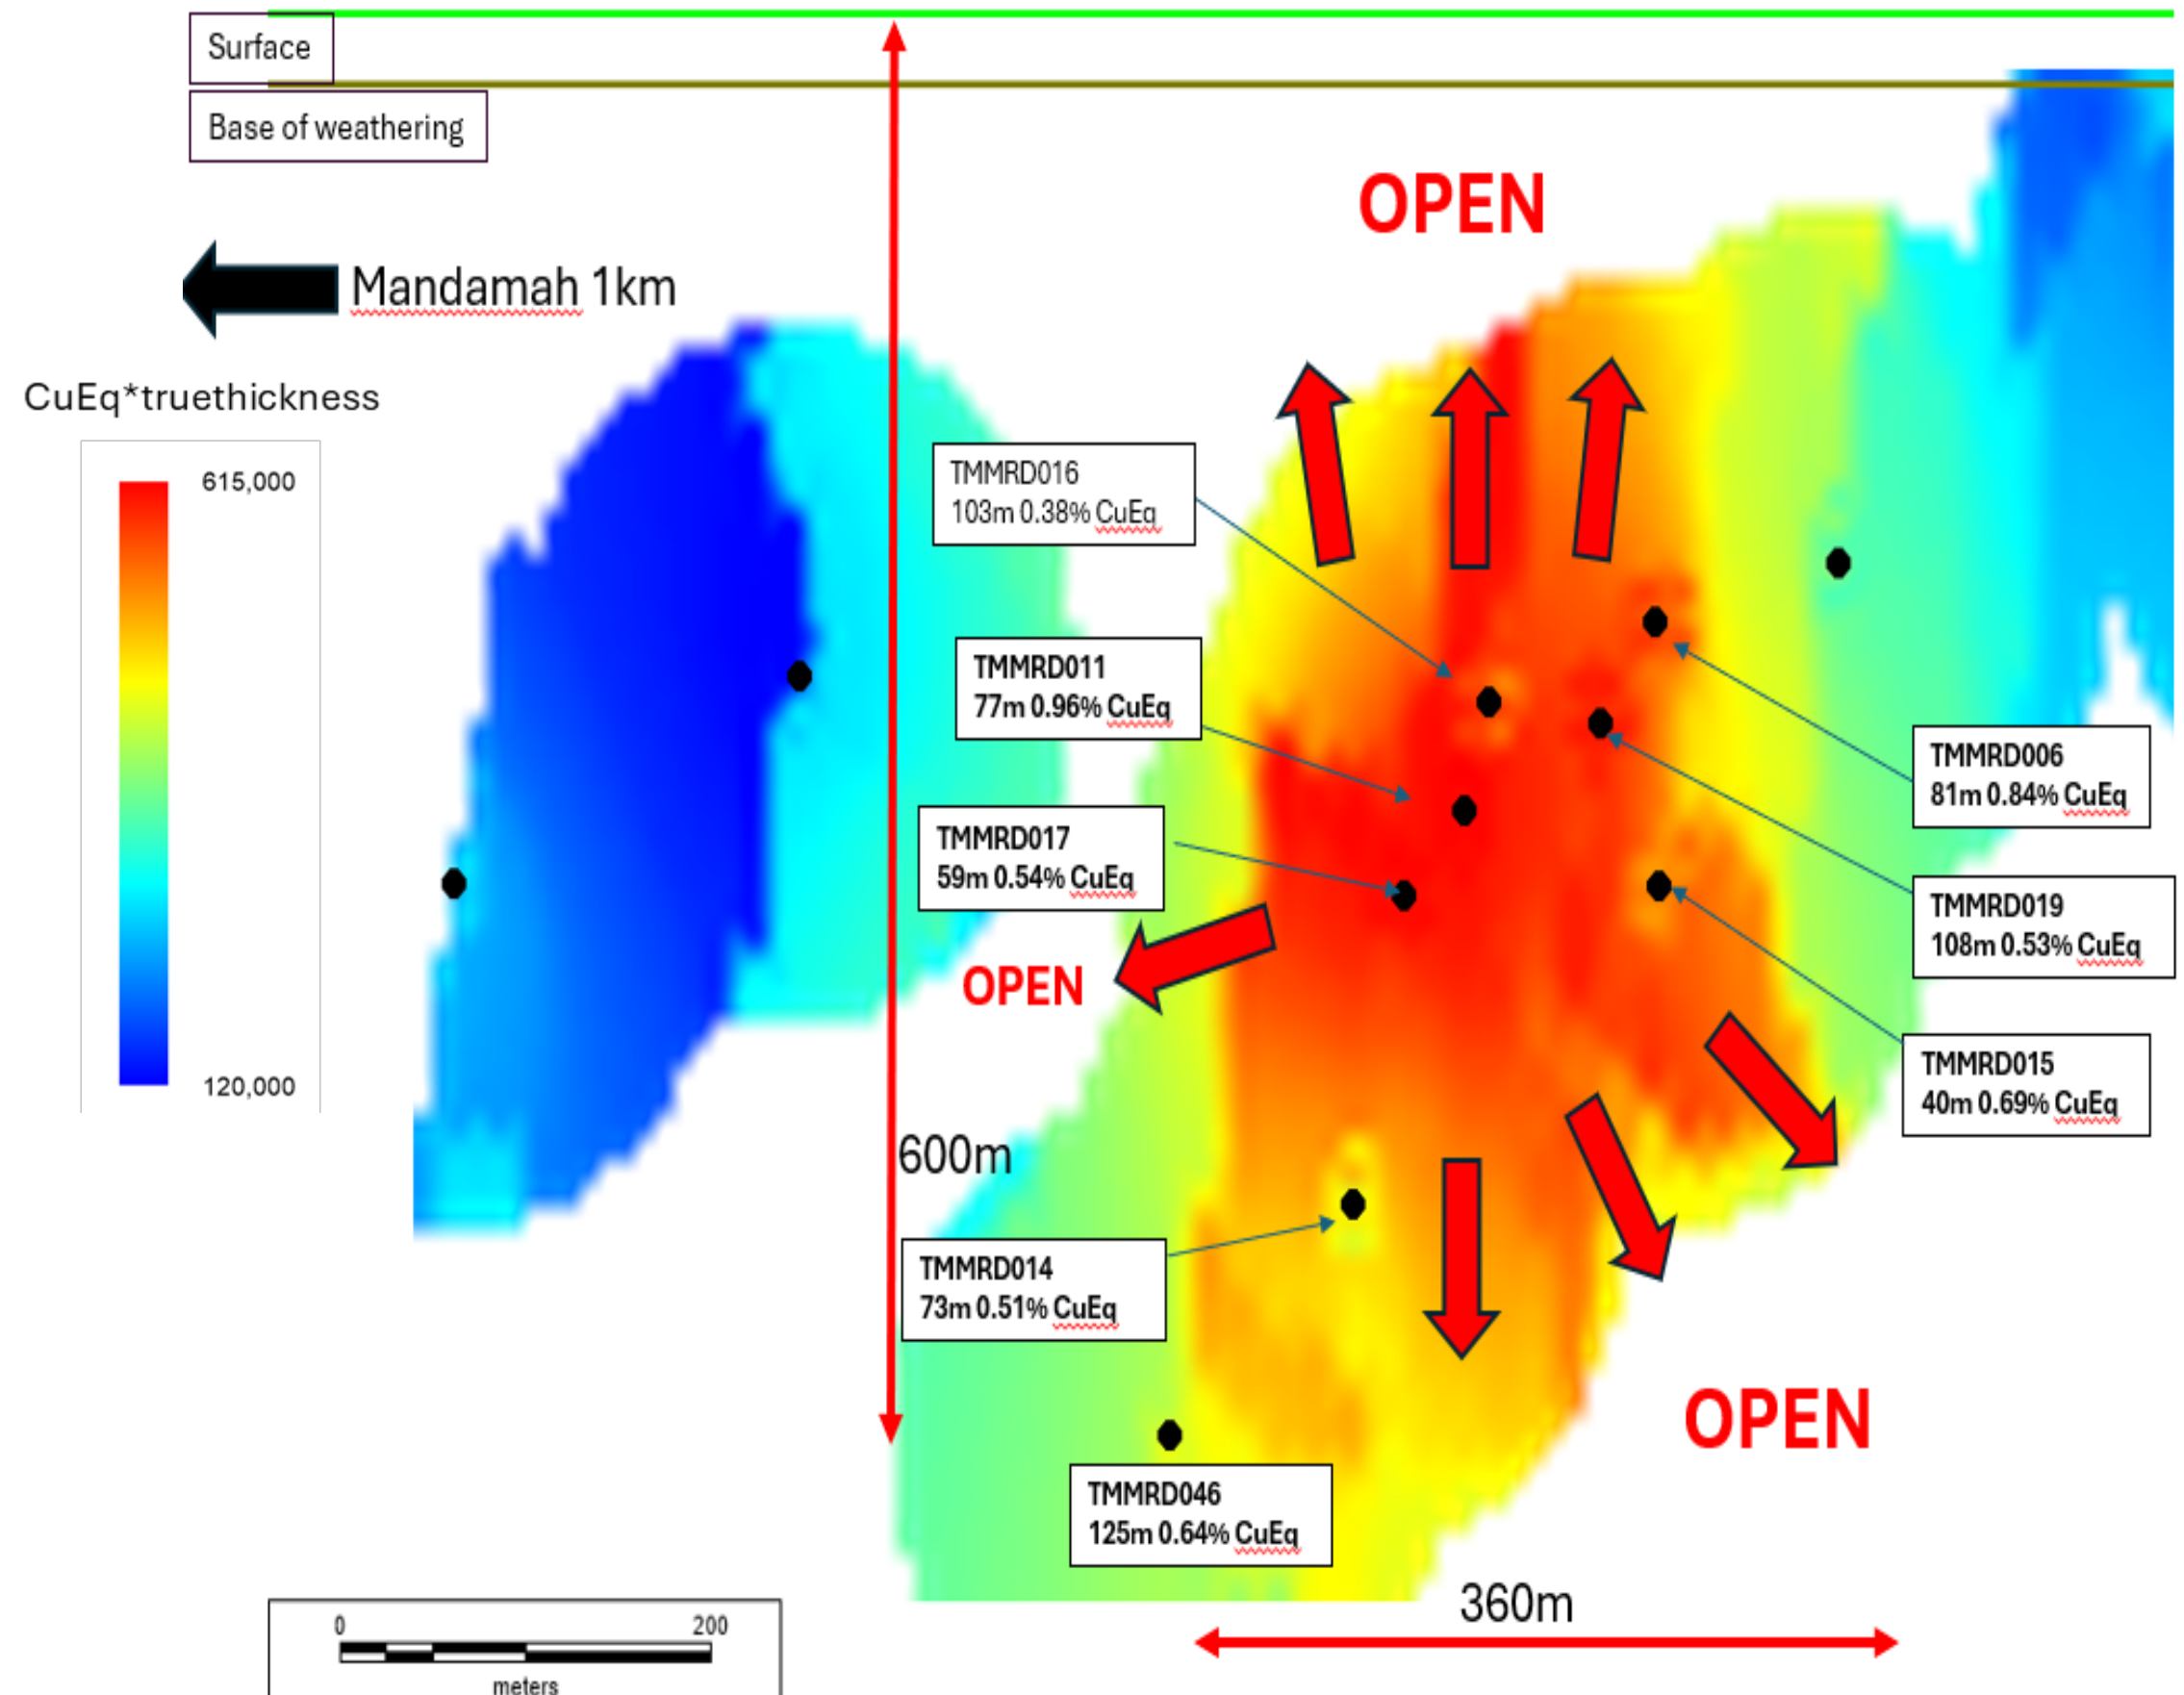 Surface
Base of weathering
OPEN
Mandamah 1km
CuEq*truethickness
615,000
120,000
TMMRD016
103m 0.38% CuEq
TMMRD011
77m 0.96% CuEq
TMMRD017
59m 0.54% CuEq
OPEN
TMMRD006
81m 0.84% CuEq
TMMRD019
108m 0.53% CuEq
TMMRD015
40m 0.69% CuEq
600m
TMMRD014
73m 0.51% CuEq
OPEN
TMMRD046
125m 0.64% CuEq
360m
0 200
meters